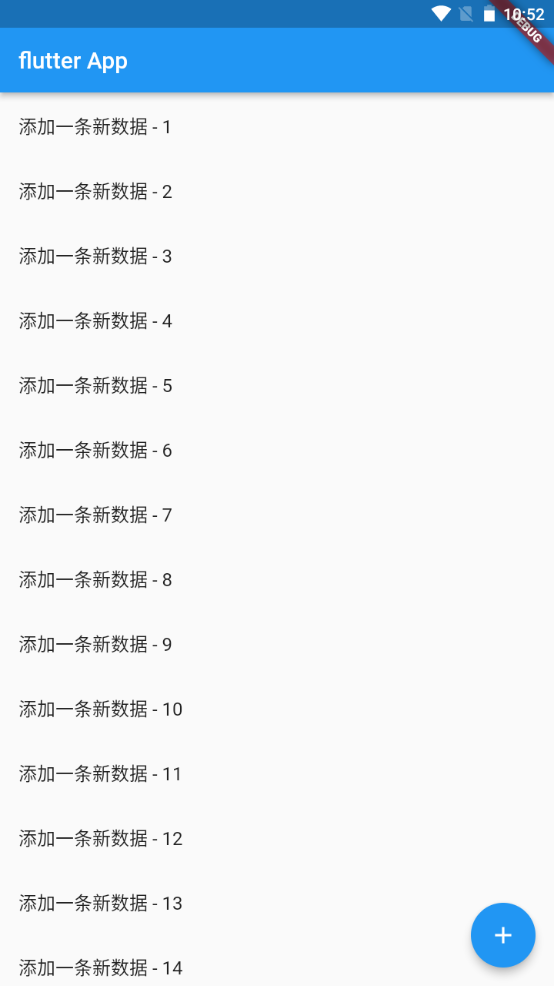 10:52
DEBUG
flutter App
添加一条新数据 - 1
添加一条新数据 - 2
添加一条新数据 - 3
添加一条新数据 - 4
添加一条新数据 - 5
添加一条新数据 - 6
添加一条新数据 - 7
添加一条新数据 - 8
添加一条新数据 - 9
添加一条新数据 - 10
添加一条新数据 - 11
添加一条新数据 - 12
添加一条新数据 - 13
添加一条新数据 - 14